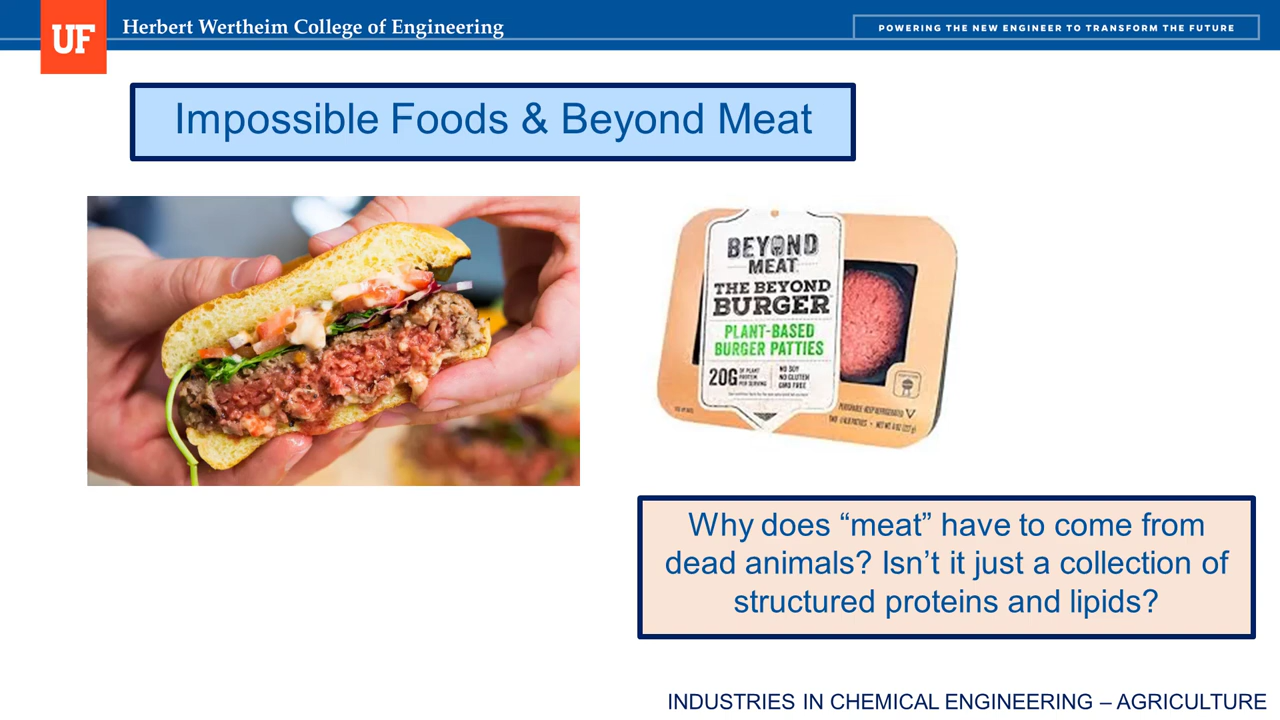 UF
Herbert Wertheim College of Engineering
POWERING THE NEW ENGINEER TO TRANSFORM THE FUTURE
Impossible Foods & Beyond Meat
BEYOND
MEAT
THE BEYOND
BURGER
PLANT-BASED
BURGER PATTIES
20G
OF PLANT
PROTEIN
PER SERVING
NO SOY
NO GLUTEN
GMO FREE
Why does “meat” have to come from
dead animals? Isn’t it just a collection of
structured proteins and lipids?
INDUSTRIES IN CHEMICAL ENGINEERING – AGRICULTURE